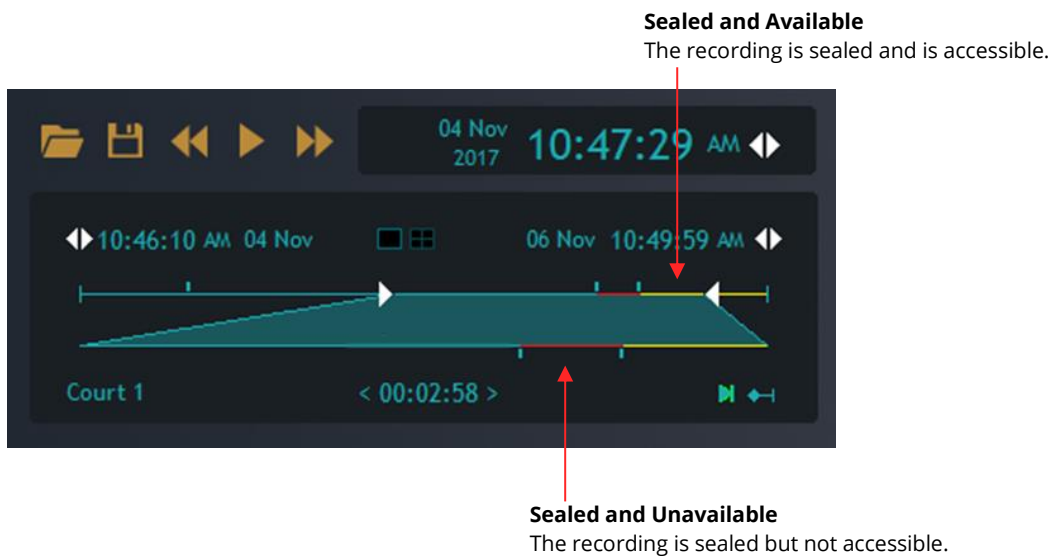 Sealed and Available
The recording is sealed and is accessible.
04 Nov
2017
10:47:29 AM
10:46:10 AM 04 Nov
06 Nov 10:49:59 AM
Court 1
< 00:02:58 >
Sealed and Unavailable
The recording is sealed but not accessible.